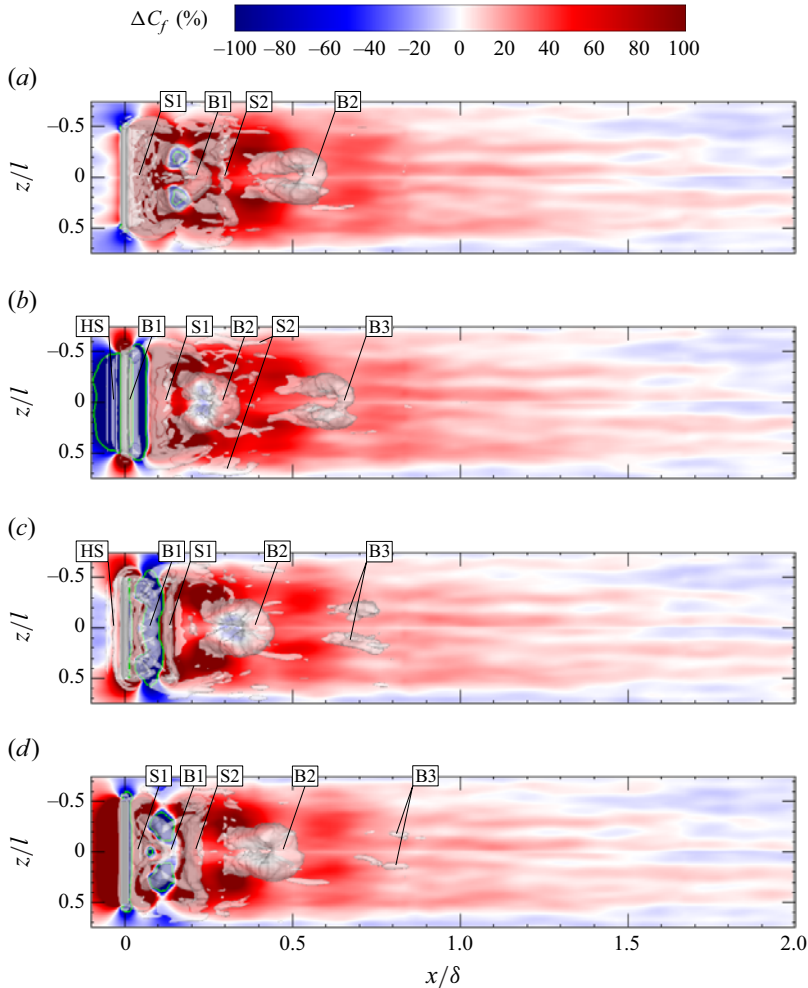 ΔC_f (%)
–100 –80 –60 –40 –20 0 20 40 60 80 100
(a)
S1 B1 S2 B2
–0.5
z/l 0
0.5
(b)
HS B1 S1 B2 S2 B3
–0.5
z/l 0
0.5
(c)
HS B1 S1 B2 B3
–0.5
z/l 0
0.5
(d)
S1 B1 S2 B2 B3
–0.5
z/l 0
0.5
0 0.5 1.0 1.5 2.0
x/δ